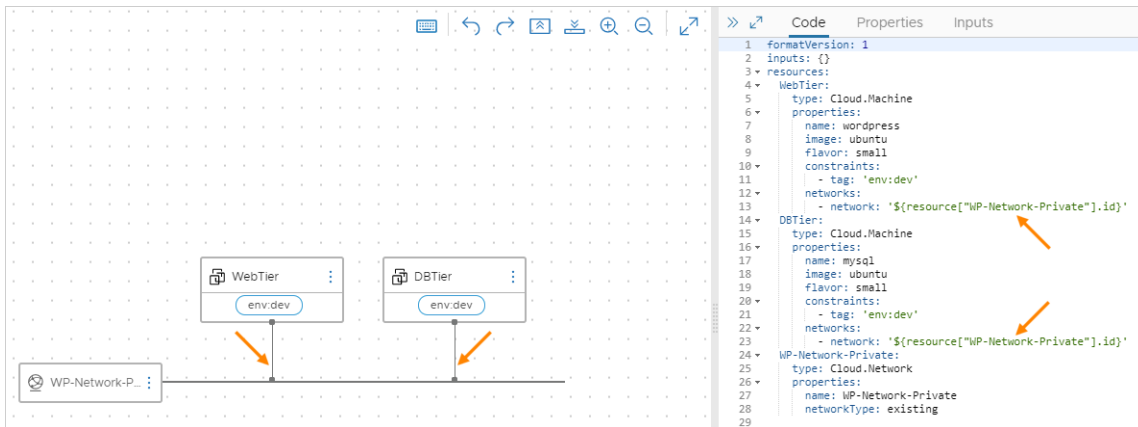 WebTier
env:dev
DBTier
env:dev
WP-Network-P...
Code Properties Inputs
1 formatVersion: 1
2 inputs: {}
3 resources:
4 WebTier:
5 type: Cloud.Machine
6 properties:
7 name: wordpress
8 image: ubuntu
9 flavor: small
10 constraints:
11 - tag: 'env:dev'
12 networks:
13 - network: '${resource["WP-Network-Private"].id}'
14 DBTier:
15 type: Cloud.Machine
16 properties:
17 name: mysql
18 image: ubuntu
19 flavor: small
20 constraints:
21 - tag: 'env:dev'
22 networks:
23 - network: '${resource["WP-Network-Private"].id}'
24 WP-Network-Private:
25 type: Cloud.Network
26 properties:
27 name: WP-Network-Private
28 networkType: existing
29